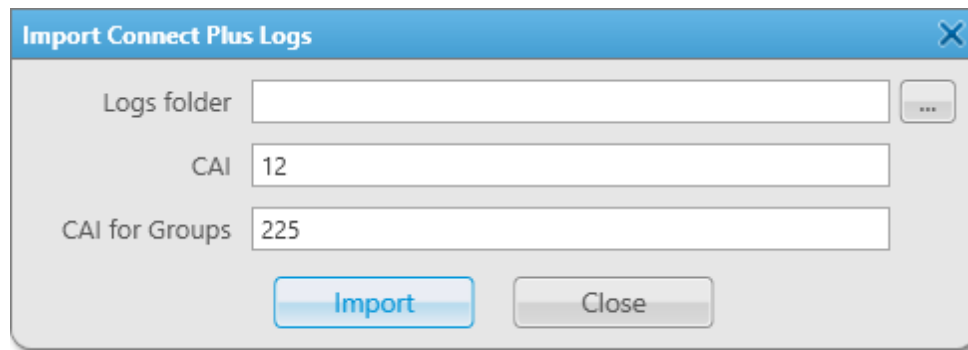 Import Connect Plus Logs
Logs folder
...
CAI 12
CAI for Groups 225
Import Close